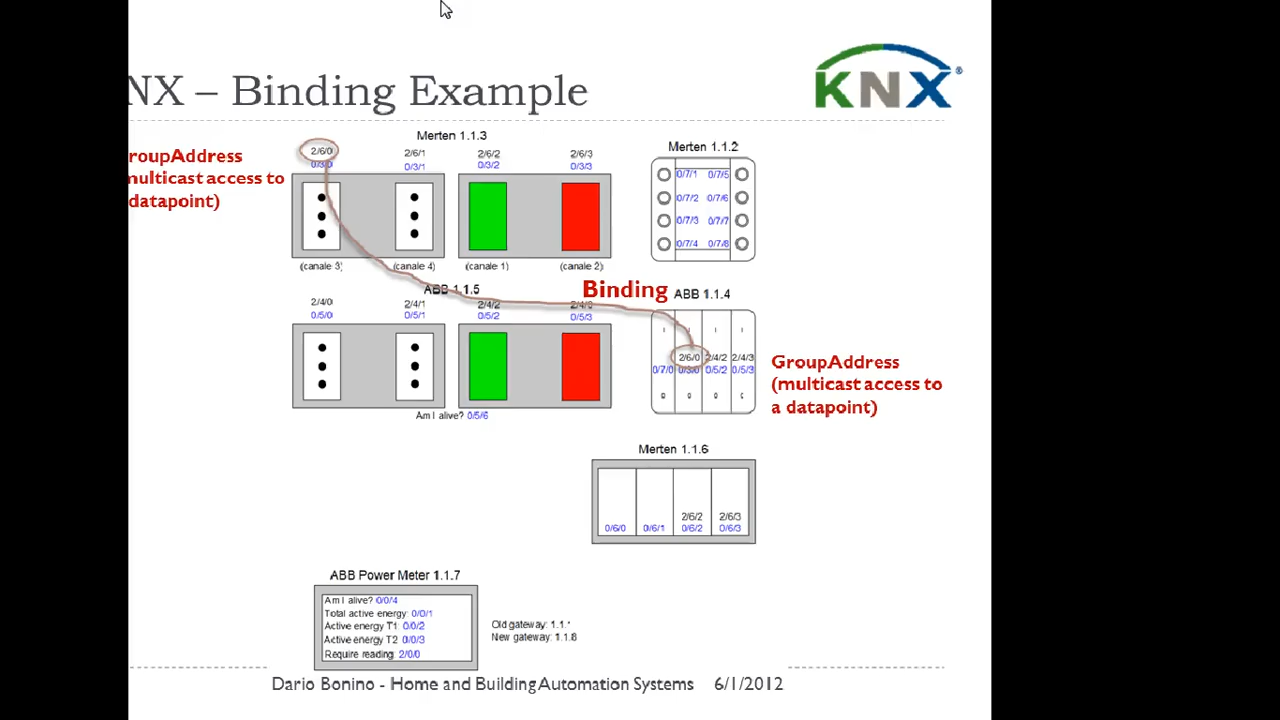 NX – Binding Example
KNX®
Merten 1.1.3
Merten 1.1.2
roupAddress
multicast access to
datapoint)
2/6/0 2/6/1 2/6/2 2/6/3
0/3/0 0/3/1 0/3/2 0/3/3
0/7/1 0/7/5
0/7/2 0/7/6
0/7/3 0/7/7
0/7/4 0/7/8
(canale 3) (canale 4) (canale 1) (canale 2)
ABB 1.1.5
Binding
ABB 1.1.4
2/4/0 2/4/1 2/4/2
0/5/0 0/5/1 0/5/2 0/5/3
2/6/0 2/4/2 2/4/3
0/7/0 0/3/0 0/5/2 0/5/3
GroupAddress
(multicast access to
a datapoint)
Am I alive? 0/5/6
Merten 1.1.6
2/6/2 2/6/3
0/6/0 0/6/1 0/6/2 0/6/3
ABB Power Meter 1.1.7
Am I alive? 0/0/4
Total active energy: 0/0/1
Active energy T1: 0/0/2
Active energy T2 0/0/3
Require reading: 2/0/0
Old gateway: 1.1.
New gateway: 1.1.8
Dario Bonino - Home and Building Automation Systems 6/1/2012